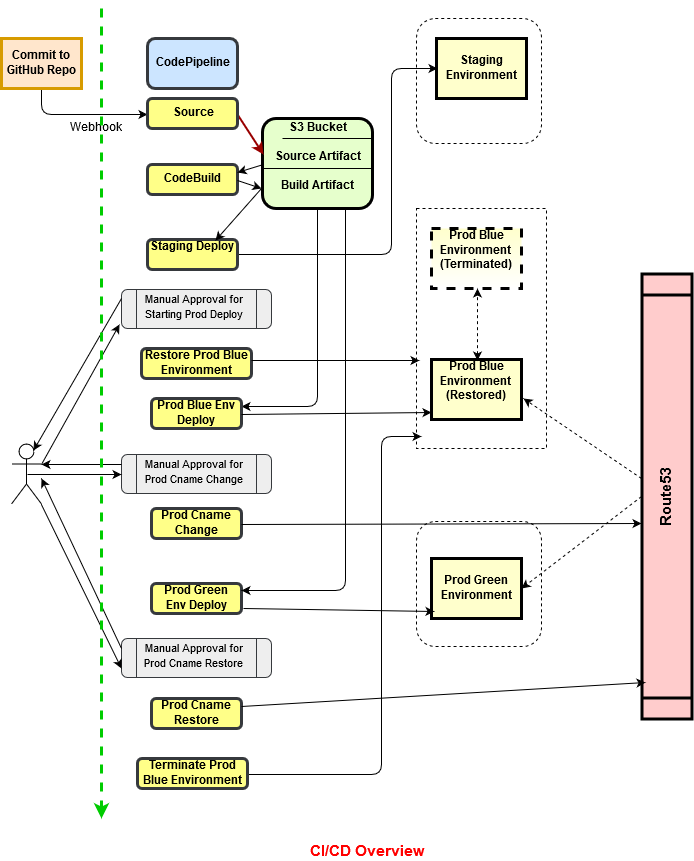 Commit to
GitHub Repo
CodePipeline
Staging
Environment
Source
Webhook
S3 Bucket
Source Artifact
Build Artifact
CodeBuild
Staging Deploy
Prod Blue
Environment
(Terminated)
Manual Approval for
Starting Prod Deploy
Restore Prod Blue
Environment
Prod Blue
Environment
(Restored)
Prod Blue Env
Deploy
Manual Approval for
Prod Cname Change
Route53
Prod Cname
Change
Prod Green
Env Deploy
Prod Green
Environment
Manual Approval for
Prod Cname Restore
Prod Cname
Restore
Terminate Prod
Blue Environment
CI/CD Overview